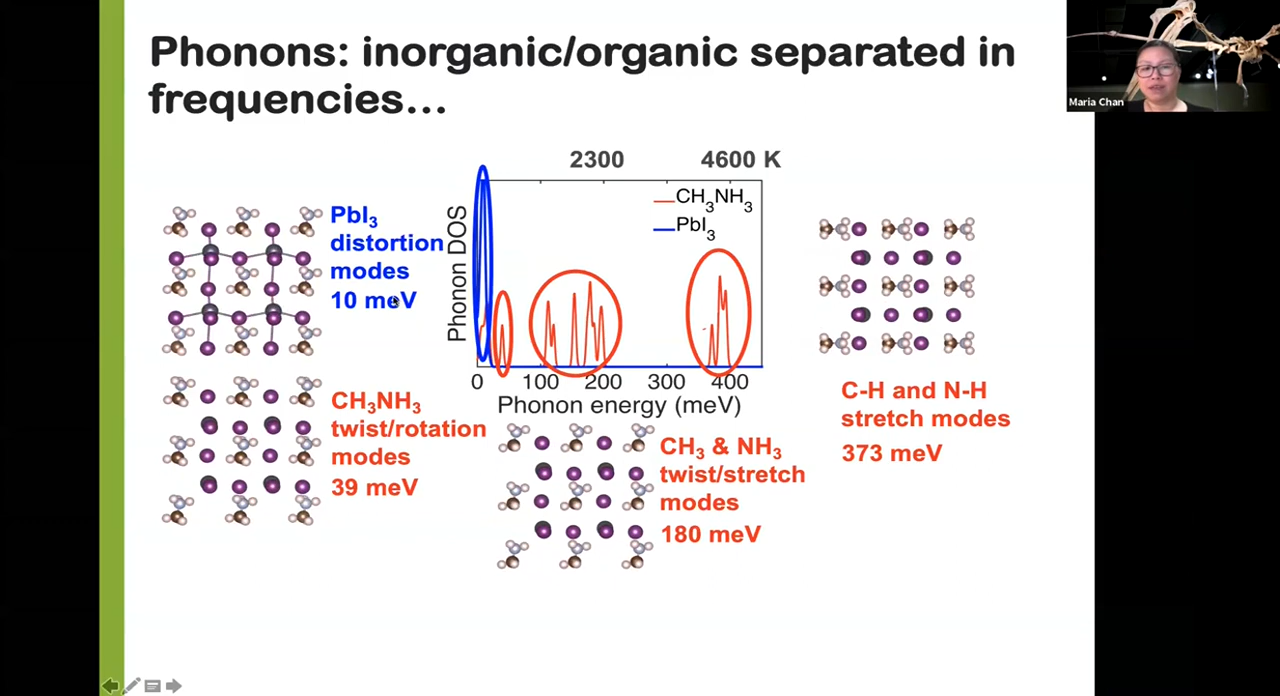 Phonons: inorganic/organic separated in
frequencies...
Maria Chan
2300 4600 K
CH3NH3
PbI3
Phonon DOS
0 100 200 300 400
Phonon energy (meV)
PbI3
distortion
modes
10 meV
CH3NH3
twist/rotation
modes
39 meV
CH3 & NH3
twist/stretch
modes
180 meV
C-H and N-H
stretch modes
373 meV